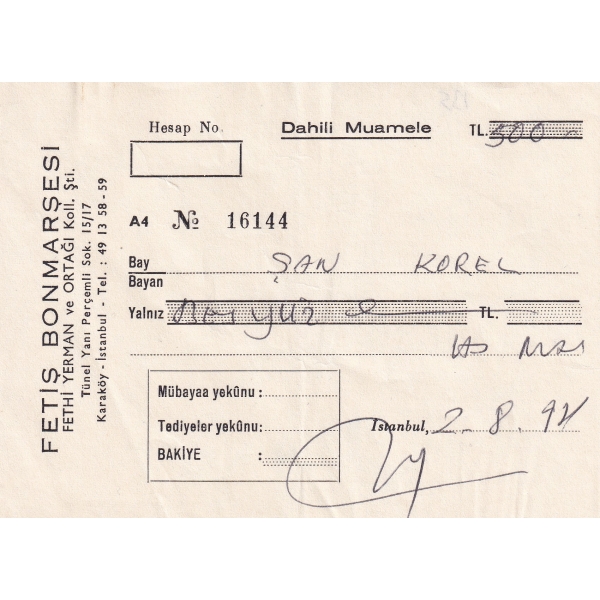 FETİŞ BONMARŞESİ
FETHİ YERMAN ve ORTAĞI Koll. Şti.
Tünel Yanı Perçemli Sok. 15/17
Karaköy - İstanbul - Tel. : 49 13 58 - 59
Hesap No.
Dahili Muamele
TL. 500
A4 № 16144
Bay
Bayan
ŞAN KOREL
Yalnız Beşyüz TL.
Mübayaa yekûnu :
Tediyeler yekûnu:
BAKİYE :
İstanbul, 2.8.9